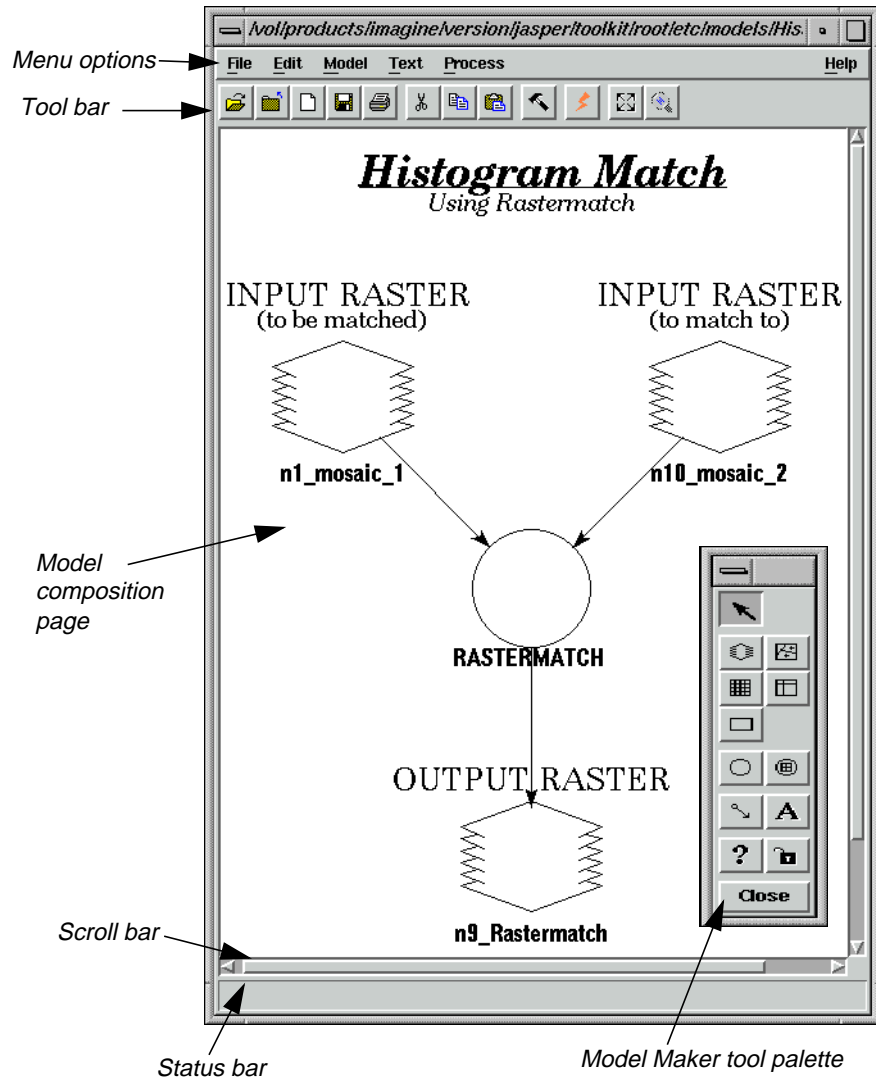 /vol/products/imagine/version/jasper/toolkit/root/etc/models/His.
Menu options
File Edit Model Text Process Help
Tool bar
Histogram Match
Using Rastermatch
INPUT RASTER
(to be matched)
INPUT RASTER
(to match to)
n1_mosaic_1
n10_mosaic_2
Model
composition
page
RASTERMATCH
OUTPUT RASTER
n9_Rastermatch
A
?
Close
Scroll bar
Status bar
Model Maker tool palette